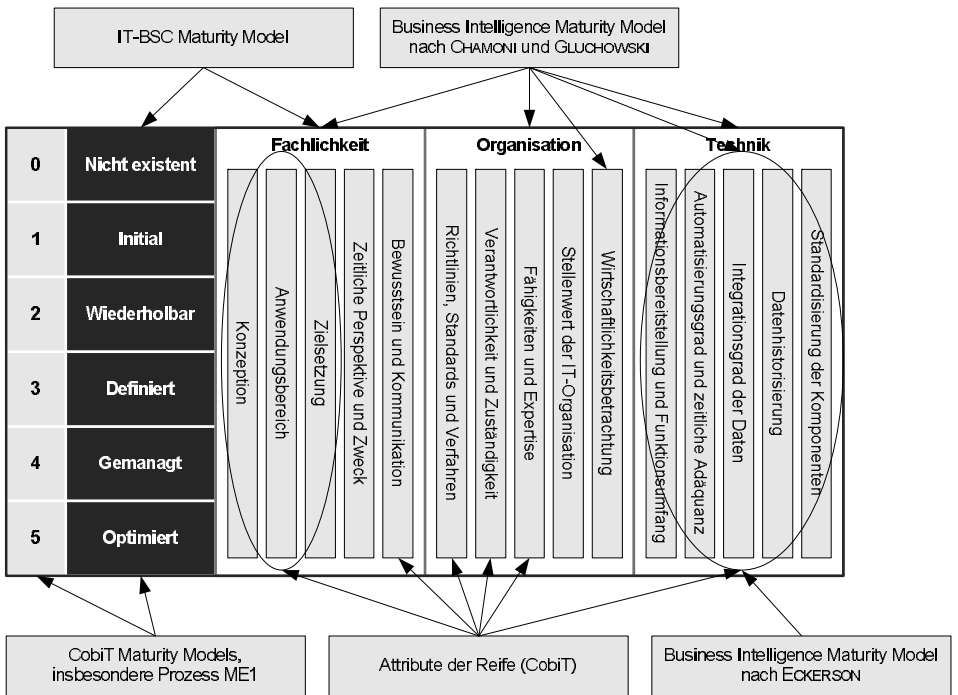 IT-BSC Maturity Model
Business Intelligence Maturity Model
nach CHAMONI und GLUCHOWSKI
Fachlichkeit
Organisation
Technik
0
Nicht existent
1
Initial
2
Wiederholbar
3
Definiert
4
Gemanagt
5
Optimiert
Konzeption
Anwendungsbereich
Zielsetzung
Zeitliche Perspektive und Zweck
Bewusstsein und Kommunikation
Richtlinien, Standards und Verfahren
Verantwortlichkeit und Zuständigkeit
Fähigkeiten und Expertise
Stellenwert der IT-Organisation
Wirtschaftlichkeitsbetrachtung
Informationsbereitstellung und Funktionsumfang
Automatisierungsgrad und zeitliche Adäquanz
Integrationsgrad der Daten
Datenhistorisierung
Standardisierung der Komponenten
CobiT Maturity Models,
insbesondere Prozess ME1
Attribute der Reife (CobiT)
Business Intelligence Maturity Model
nach ECKERSON